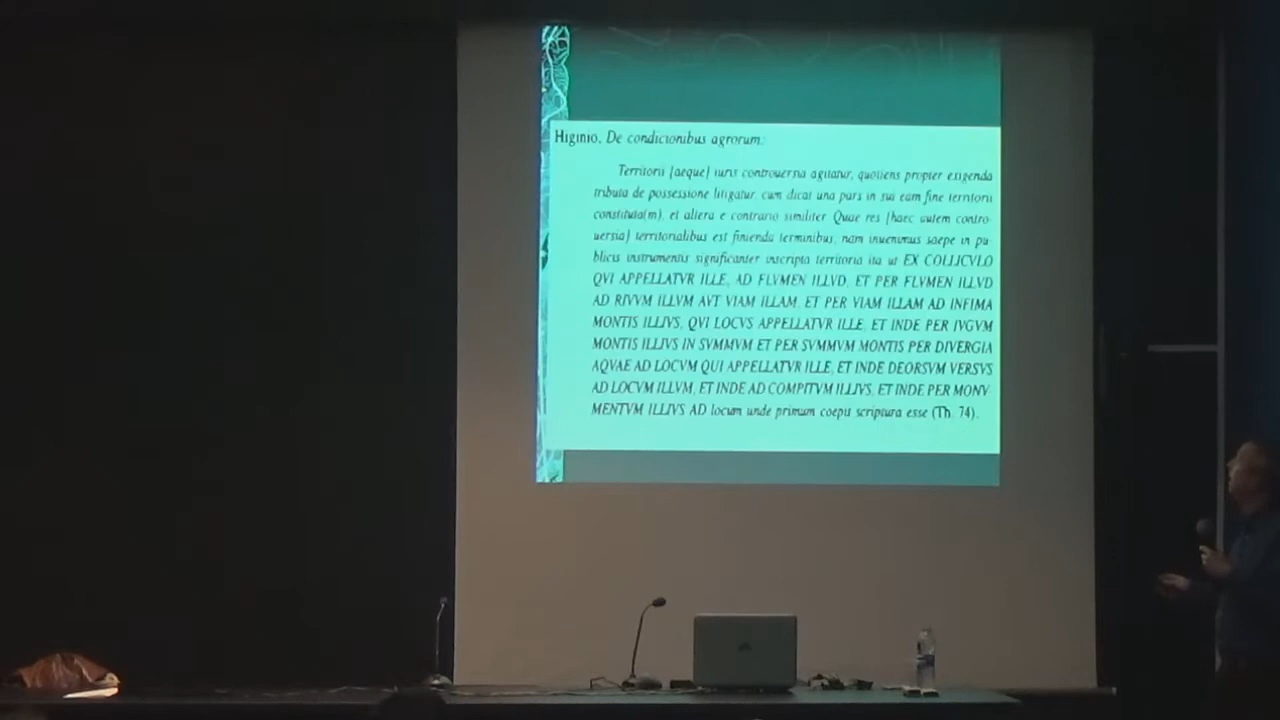 Higinio, De condicionibus agrorum:
Territorii [aeque] iuris controuersia agitatur, quotiens propter exigenda
tributa de possessione litigatur, cum dicat una pars in sui eam fine territorii
constituta(m), et altera e contrario similiter. Quae res [haec autem contro-
uersia] territorialibus est finienda terminibus, nam inuenimus saepe in pu-
blicis instrumentis significanter inscripta territoria ita ut EX COLLICVLO
QVI APPELLATVR ILLE, AD FLVMEN ILLVD, ET PER FLVMEN ILLVD
AD RIVVM ILLVM AVT VIAM ILLAM, ET PER VIAM ILLAM AD INFIMA
MONTIS ILLIVS, QVI LOCVS APPELLATVR ILLE, ET INDE PER IVGVM
MONTIS ILLIVS IN SVMMVM ET PER SVMMVM MONTIS PER DIVERGIA
AQVAE AD LOCVM QUI APPELLATVR ILLE, ET INDE DEORSVM VERSVS
AD LOCVM ILLVM, ET INDE AD COMPITVM ILLIVS, ET INDE PER MONV-
MENTVM ILLIVS AD locum unde primum coepit scriptura esse (Th. 74).